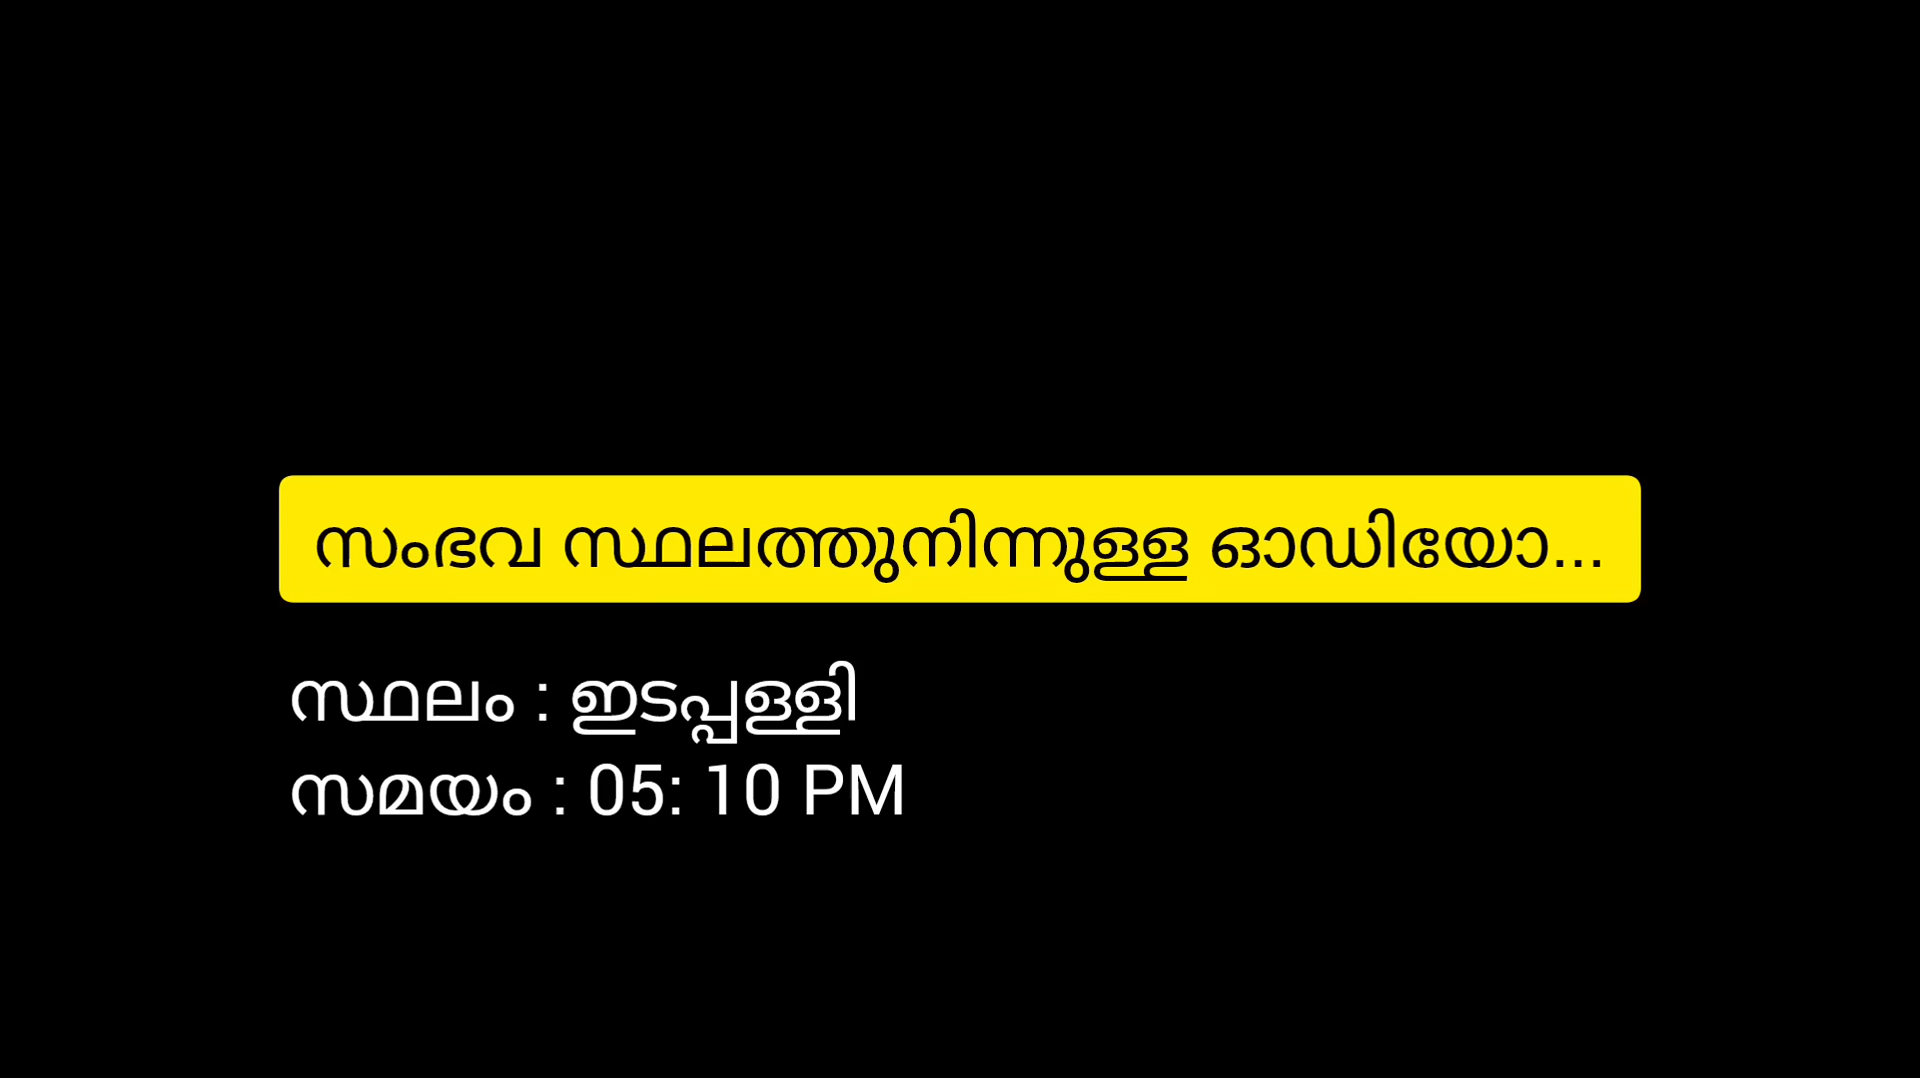 സംഭവ സ്ഥലത്തുനിന്നുള്ള ഓഡിയോ...
സ്ഥലം : ഇടപ്പള്ളി
സമയം : 05: 10 PM